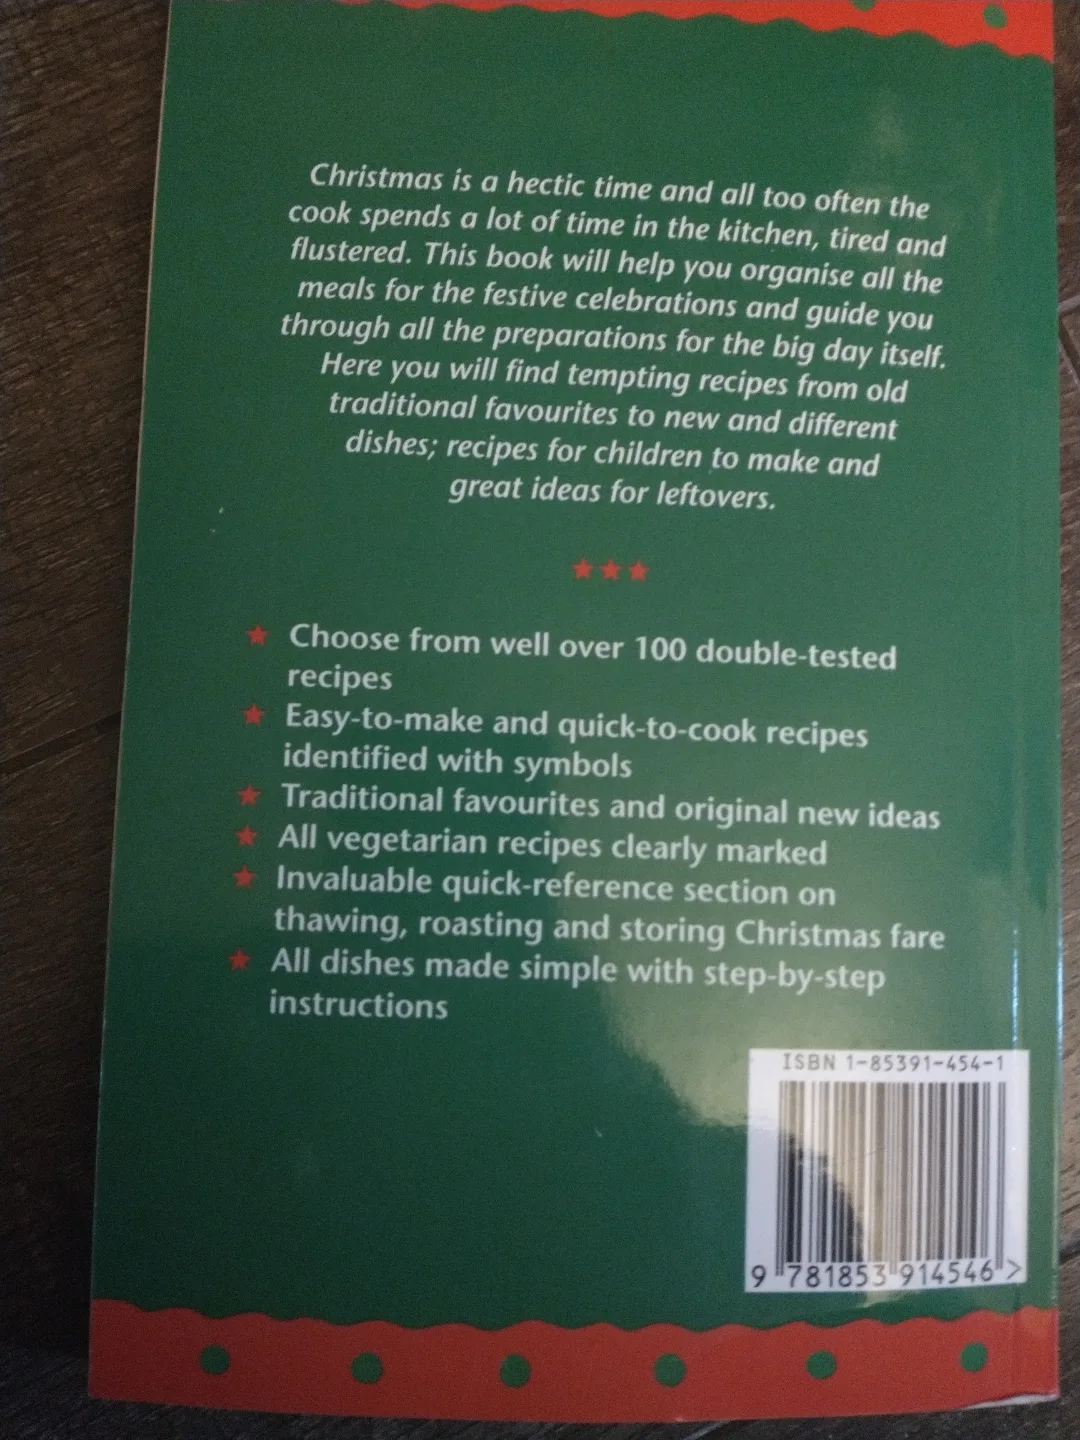 Christmas is a hectic time and all too often the
cook spends a lot of time in the kitchen, tired and
flustered. This book will help you organise all the
meals for the festive celebrations and guide you
through all the preparations for the big day itself.
Here you will find tempting recipes from old
traditional favourites to new and different
dishes; recipes for children to make and
great ideas for leftovers.
Choose from well over 100 double-tested
recipes
Easy-to-make and quick-to-cook recipes
identified with symbols
Traditional favourites and original new ideas
All vegetarian recipes clearly marked
Invaluable quick-reference section on
thawing, roasting and storing Christmas fare
All dishes made simple with step-by-step
instructions
ISBN 1-85391-454-1
9 781853 914546 >